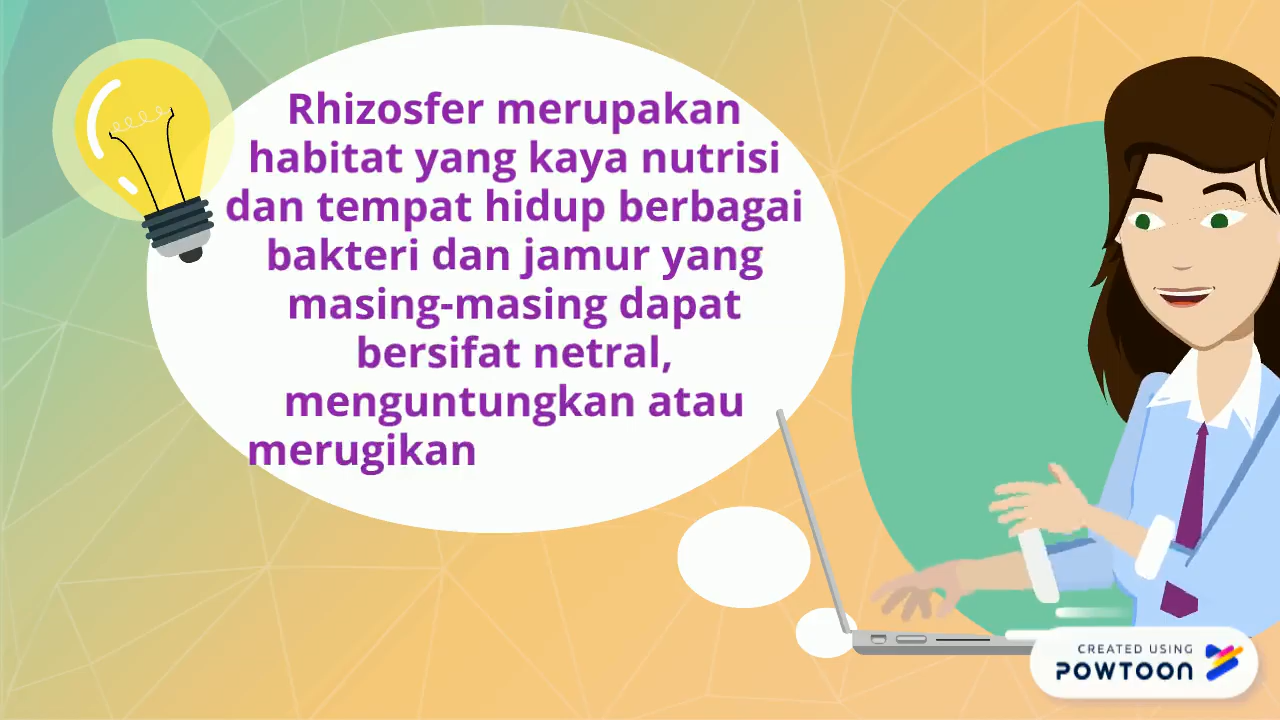 Rhizosfer merupakan
habitat yang kaya nutrisi
dan tempat hidup berbagai
bakteri dan jamur yang
masing-masing dapat
bersifat netral,
menguntungkan atau
merugikan
CREATED USING
POWTOON